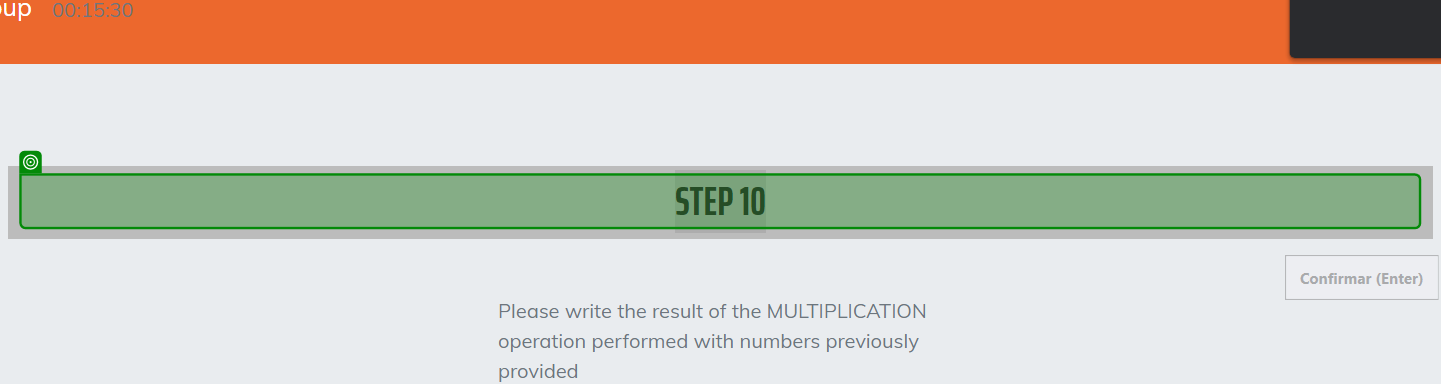 00:15:30
STEP 10
Confirmar (Enter)
Please write the result of the MULTIPLICATION
operation performed with numbers previously
provided